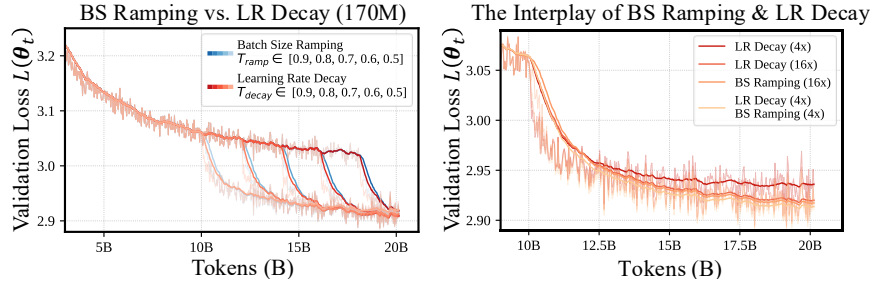 BS Ramping vs. LR Decay (170M)
Validation Loss L(θ_t)
3.2
3.1
3.0
2.9
Batch Size Ramping
T_ramp ∈ [0.9, 0.8, 0.7, 0.6, 0.5]
Learning Rate Decay
T_decay ∈ [0.9, 0.8, 0.7, 0.6, 0.5]
5B
10B
15B
20B
Tokens (B)
The Interplay of BS Ramping & LR Decay
Validation Loss L(θ_t)
3.05
3.00
2.95
2.90
LR Decay (4x)
LR Decay (16x)
BS Ramping (16x)
LR Decay (4x)
BS Ramping (4x)
10B
12.5B
15B
17.5B
20B
Tokens (B)